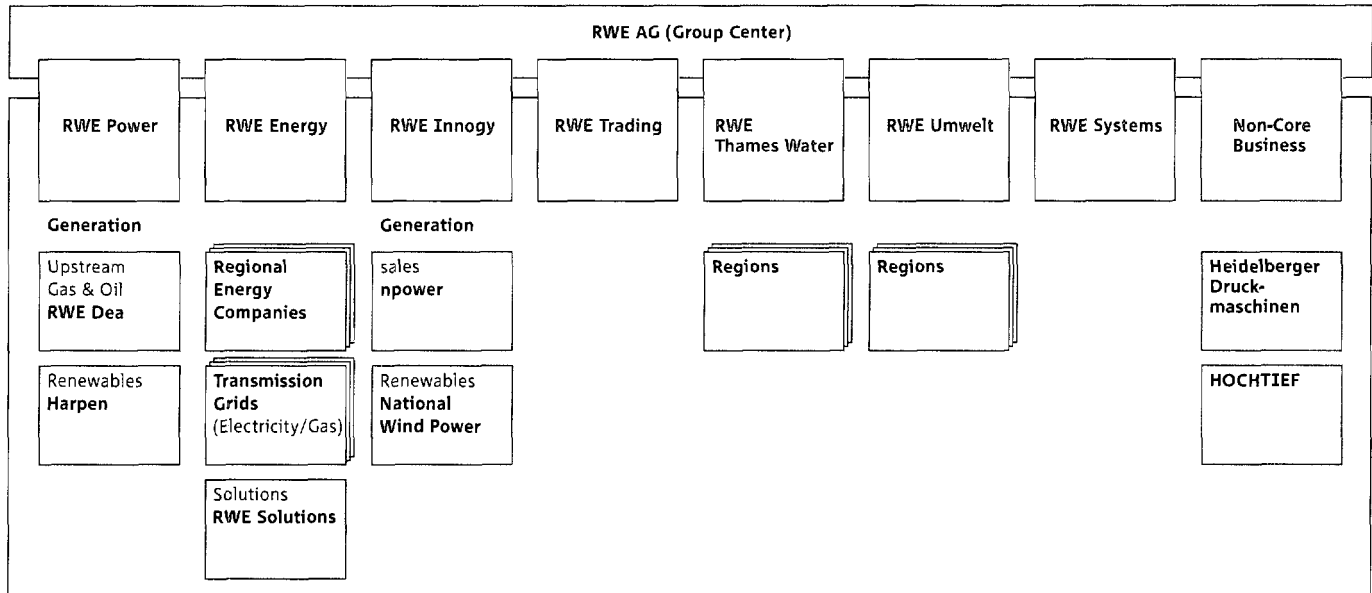 RWE AG (Group Center)
RWE Power
RWE Energy
RWE Innogy
RWE Trading
RWE
Thames Water
RWE Umwelt
RWE Systems
Non-Core
Business
Generation
Upstream
Gas & Oil
RWE Dea
Renewables
Harpen
Regional
Energy
Companies
Transmission
Grids
(Electricity/Gas)
Solutions
RWE Solutions
Generation
sales
npower
Renewables
National
Wind Power
Regions
Regions
Heidelberger
Druck-
maschinen
HOCHTIEF